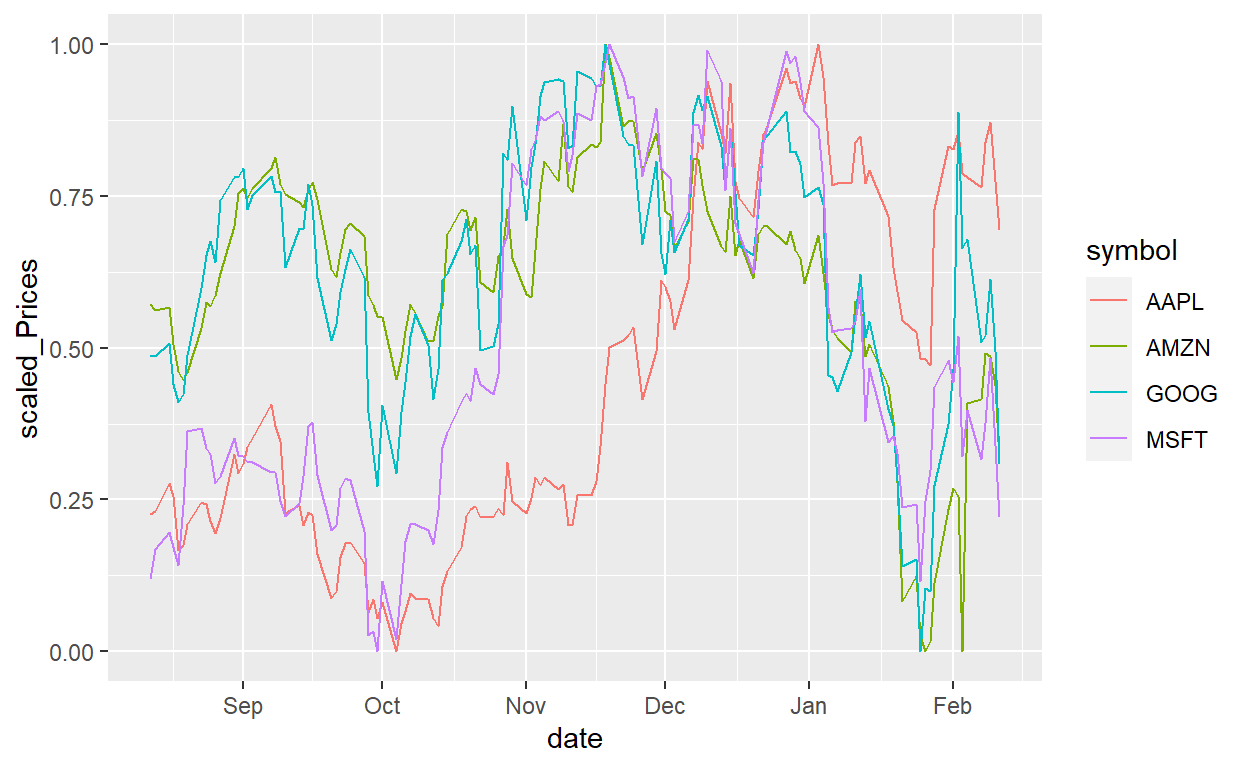 scaled_Prices
1.00
0.75
0.50
0.25
0.00
Sep Oct Nov Dec Jan Feb
date
symbol
AAPL
AMZN
GOOG
MSFT